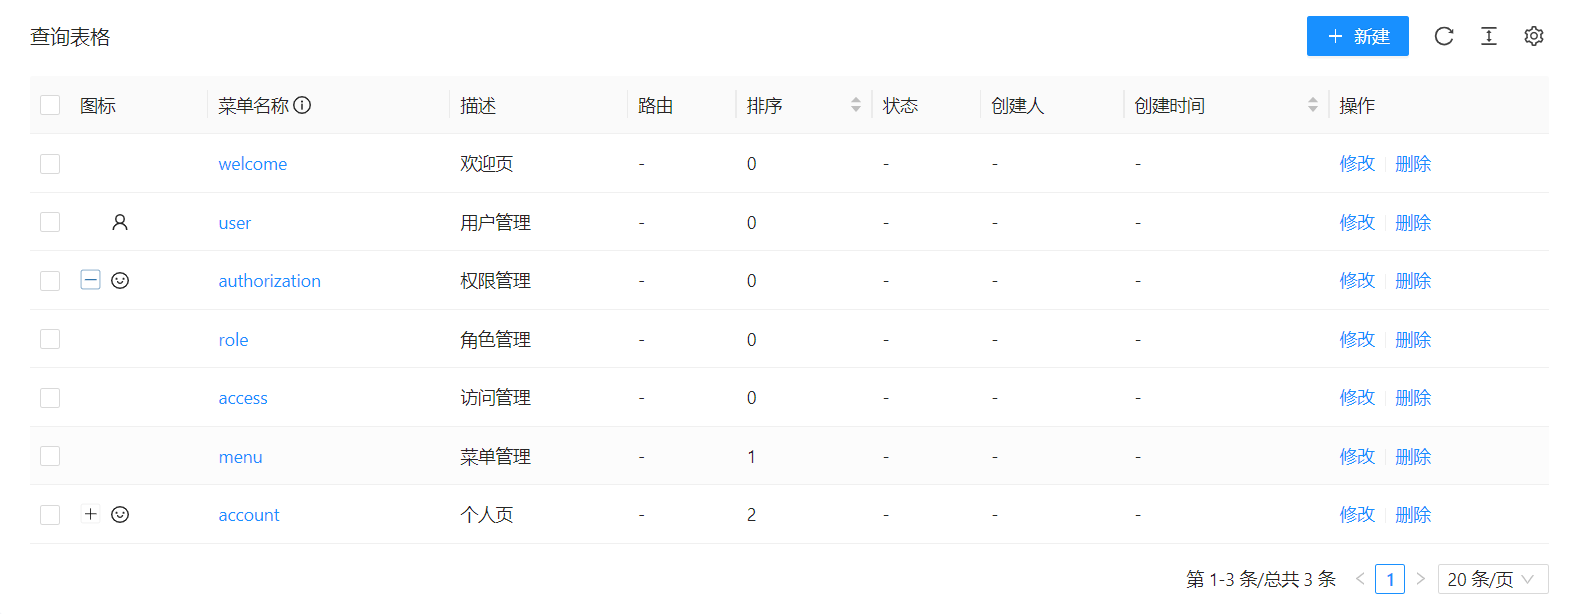 查询表格
新建
图标 菜单名称 描述 路由 排序 状态 创建人 创建时间 操作
welcome 欢迎页 - 0 - - - 修改 删除
user 用户管理 - 0 - - - 修改 删除
authorization 权限管理 - 0 - - - 修改 删除
role 角色管理 - 0 - - - 修改 删除
access 访问管理 - 0 - - - 修改 删除
menu 菜单管理 - 1 - - - 修改 删除
account 个人页 - 2 - - - 修改 删除
第 1-3 条/总共 3 条 < 1 > 20 条/页